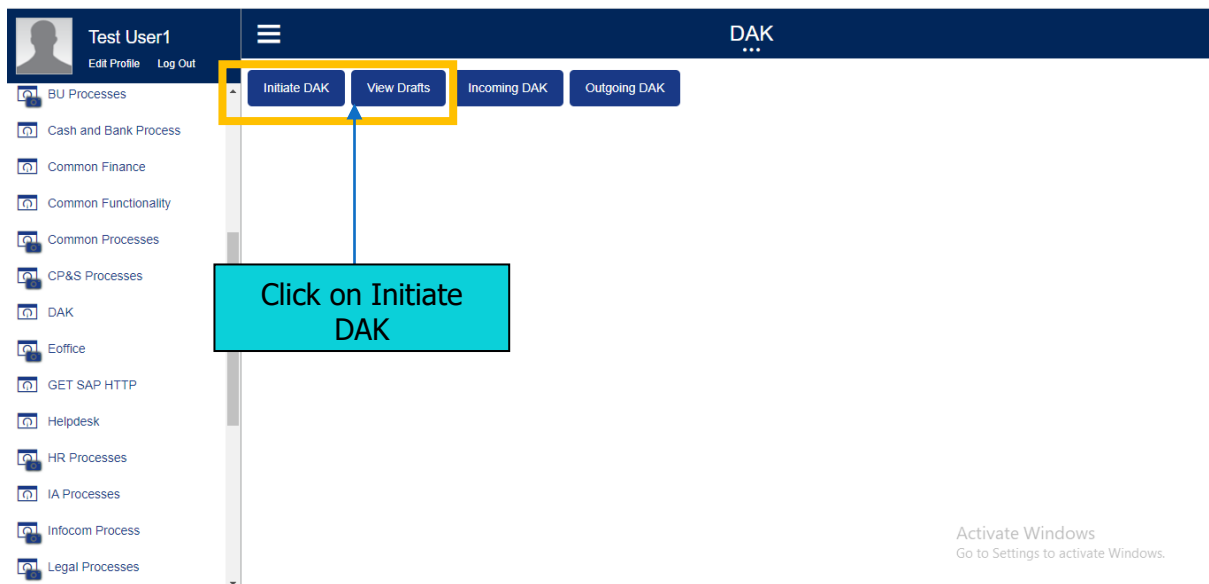 Test User1
Edit Profile Log Out
DAK
Initiate DAK
View Drafts
Incoming DAK
Outgoing DAK
BU Processes
Cash and Bank Process
Common Finance
Common Functionality
Common Processes
CP&S Processes
DAK
Eoffice
GET SAP HTTP
Helpdesk
HR Processes
IA Processes
Infocom Process
Legal Processes
Click on Initiate
DAK
Activate Windows
Go to Settings to activate Windows.